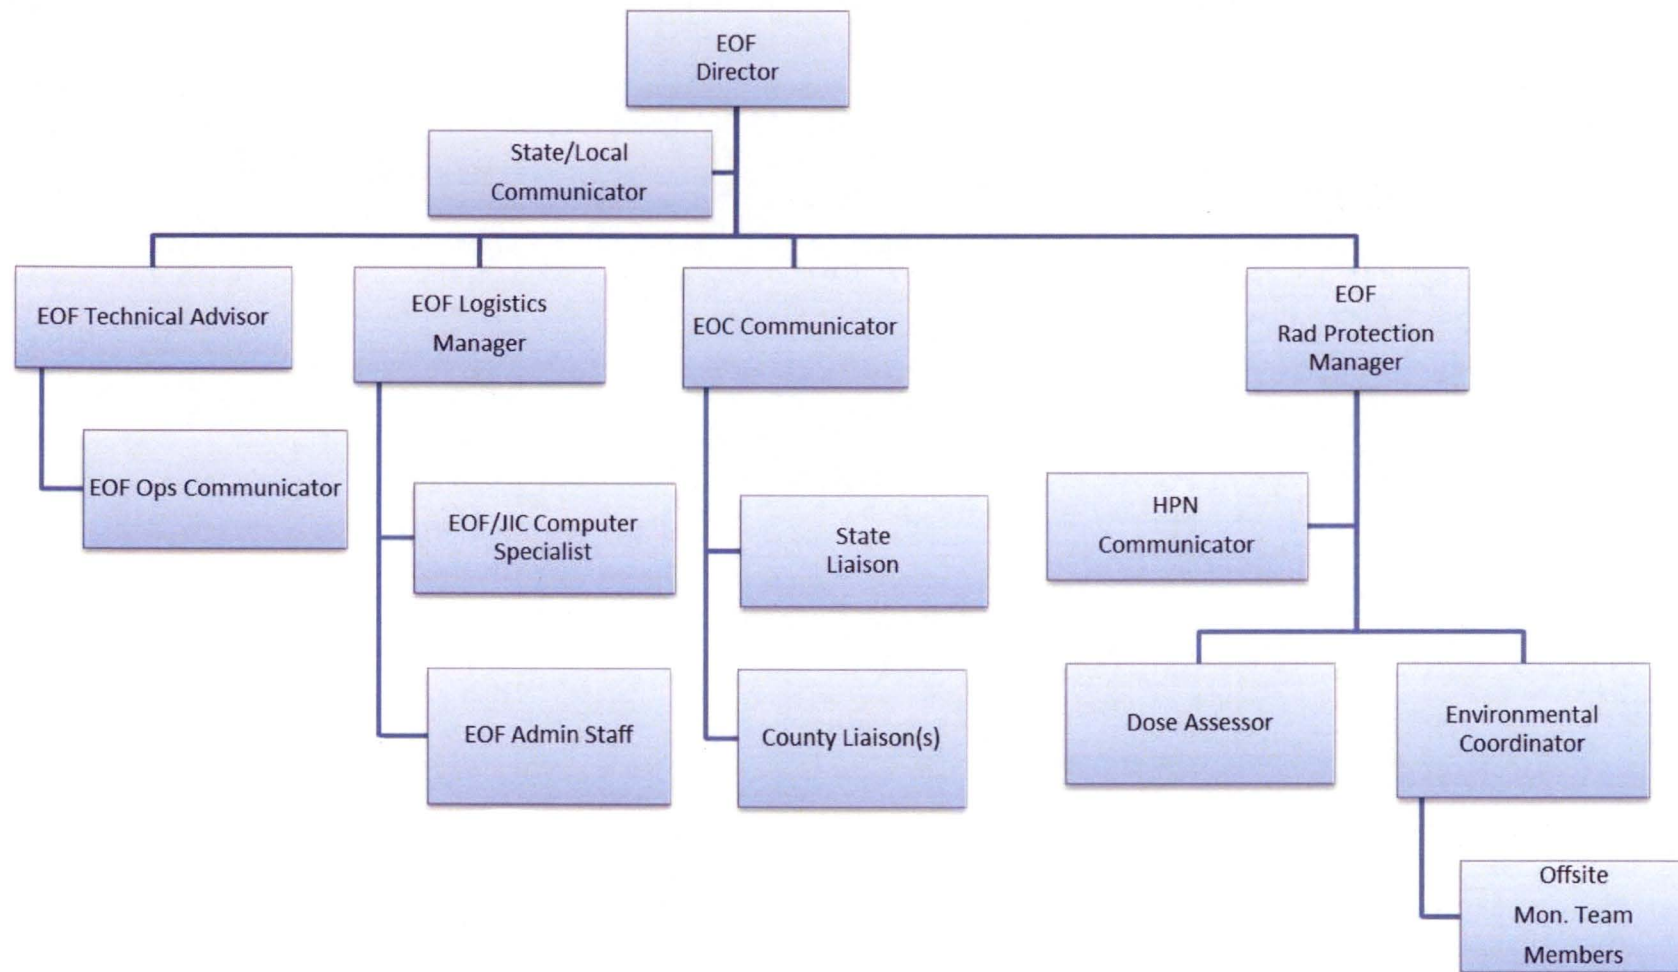 EOF
Director
State/Local
Communicator
EOF Technical Advisor
EOF Logistics
Manager
EOC Communicator
EOF
Rad Protection
Manager
EOF Ops Communicator
EOF/JIC Computer
Specialist
State
Liaison
HPN
Communicator
EOF Admin Staff
County Liaison(s)
Dose Assessor
Environmental
Coordinator
Offsite
Mon. Team
Members